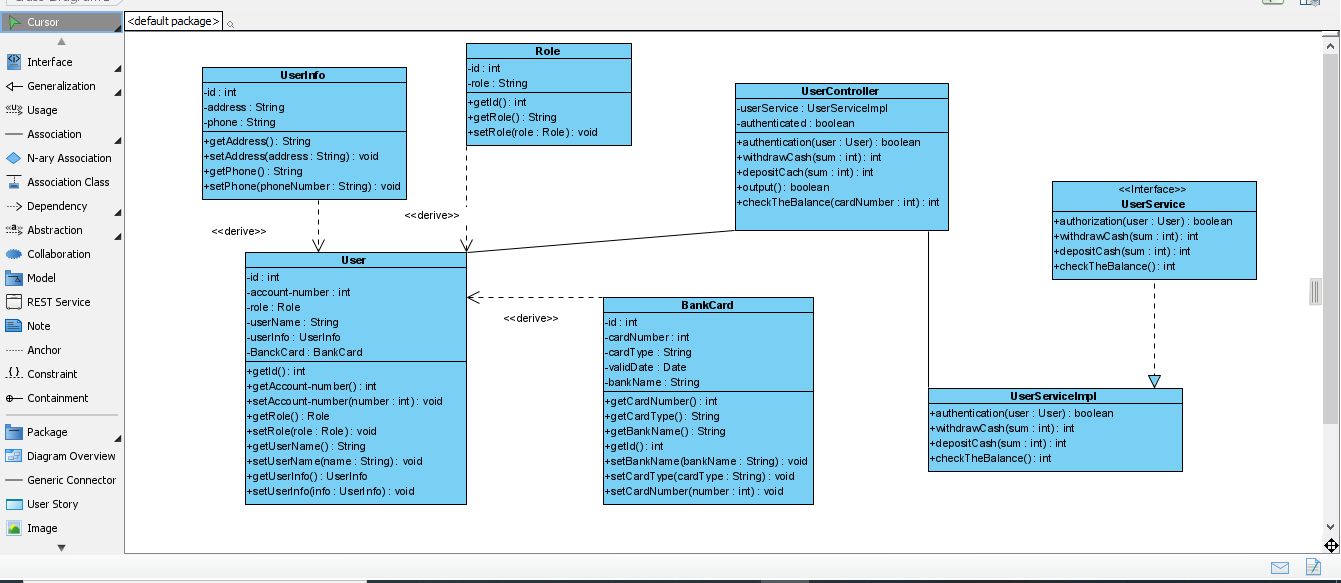 Cursor
Interface
Generalization
Usage
Association
N-ary Association
Association Class
Dependency
Abstraction
Collaboration
Model
REST Service
Note
Anchor
Constraint
Containment
Package
Diagram Overview
Generic Connector
User Story
Image
<default package>
UserInfo
-id : int
-address : String
-phone : String
+getAddress() : String
+setAddress(address : String) : void
+getPhone() : String
+setPhone(phoneNumber : String) : void
Role
-id : int
-role : String
+getId() : int
+getRole() : String
+setRole(role : Role) : void
UserController
-userService : UserServiceImpl
-authenticated : boolean
+authentication(user : User) : boolean
+withdrawCash(sum : int) : int
+depositCash(sum : int) : int
+output() : boolean
+checkTheBalance(cardNumber : int) : int
<<Interface>>
UserService
+authorization(user : User) : boolean
+withdrawCash(sum : int) : int
+depositCash(sum : int) : int
+checkTheBalance() : int
<<derive>>
<<derive>>
<<derive>>
User
-id : int
-account-number : int
-role : Role
-userName : String
-userInfo : UserInfo
-BanckCard : BankCard
+getId() : int
+getAccount-number() : int
+setAccount-number(number : int) : void
+getRole() : Role
+setRole(role : Role) : void
+getUserName() : String
+setUserName(name : String) : void
+getUserInfo() : UserInfo
+setUserInfo(info : UserInfo) : void
BankCard
-id : int
-cardNumber : int
-cardType : String
-validDate : Date
-bankName : String
+getCardNumber() : int
+getCardType() : String
+getBankName() : String
+getId() : int
+setBankName(bankName : String) : void
+setCardType(cardType : String) : void
+setCardNumber(number : int) : void
UserServiceImpl
+authentication(user : User) : boolean
+withdrawCash(sum : int) : int
+depositCash(sum : int) : int
+checkTheBalance() : int